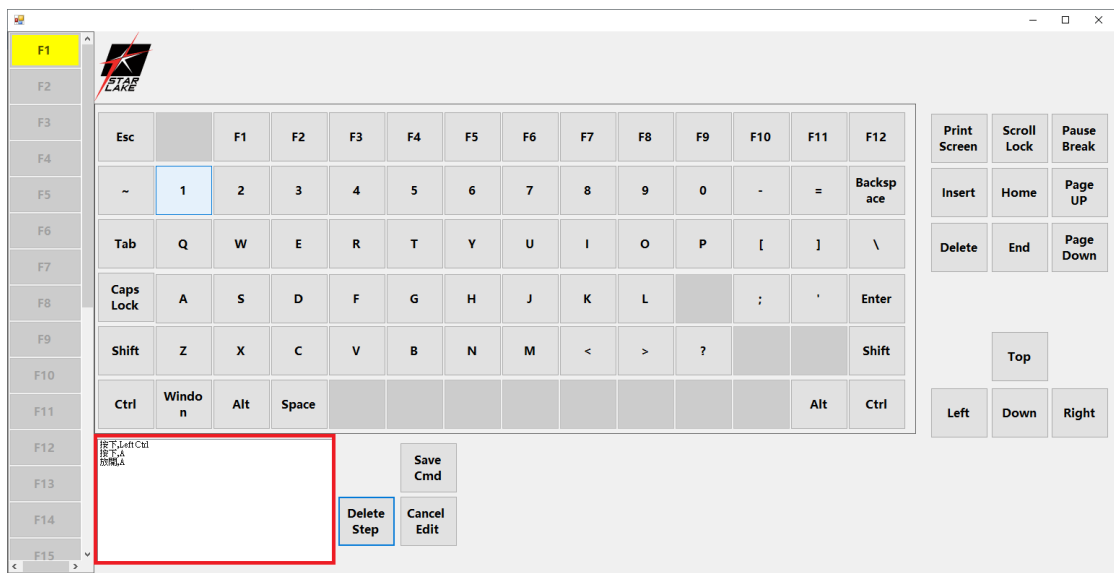 F1
F2
F3
F4
F5
F6
F7
F8
F9
F10
F11
F12
F13
F14
F15
STAR
LAKE
Esc F1 F2 F3 F4 F5 F6 F7 F8 F9 F10 F11 F12
~ 1 2 3 4 5 6 7 8 9 0 - = Backsp
ace
Tab Q W E R T Y U I O P [ ] \
Caps
Lock A S D F G H J K L ; ' Enter
Shift Z X C V B N M < > ? Shift
Ctrl Windo
n Alt Space Alt Ctrl
Print
Screen
Scroll
Lock
Pause
Break
Insert
Home
Page
UP
Delete
End
Page
Down
Top
Left
Down
Right
按下,Left Ctrl
按下,A
放開,A
Save
Cmd
Delete
Step
Cancel
Edit